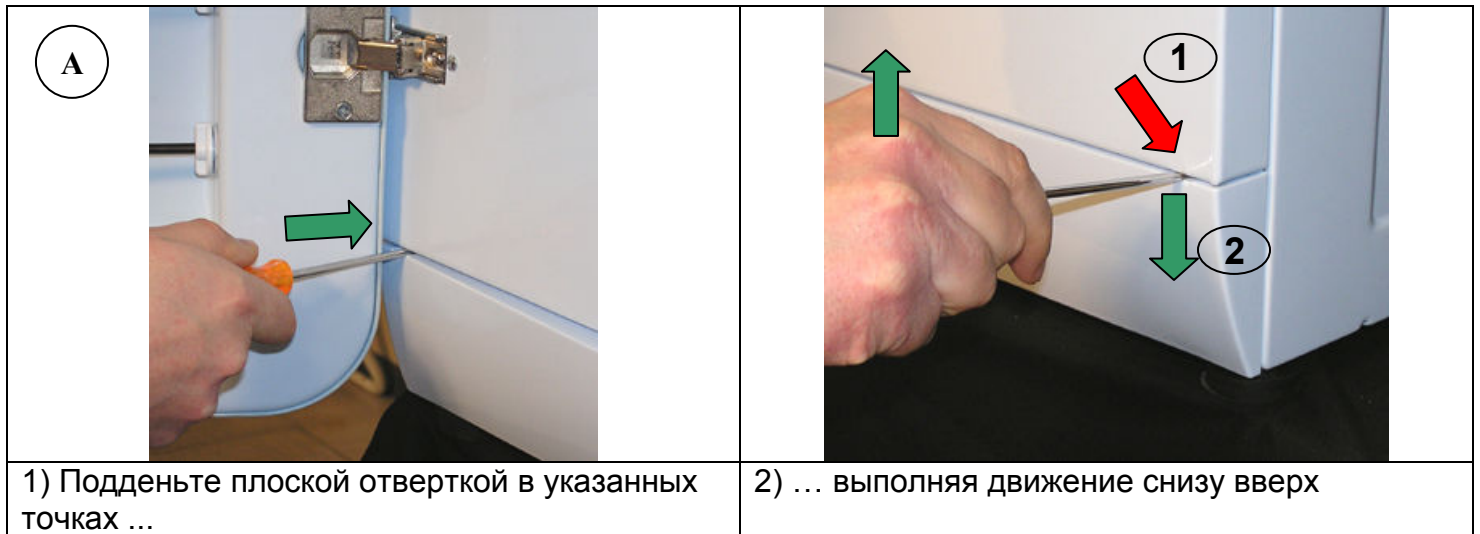 A
1
2
1) Подденьте плоской отверткой в указанных
точках ...
2) … выполняя движение снизу вверх